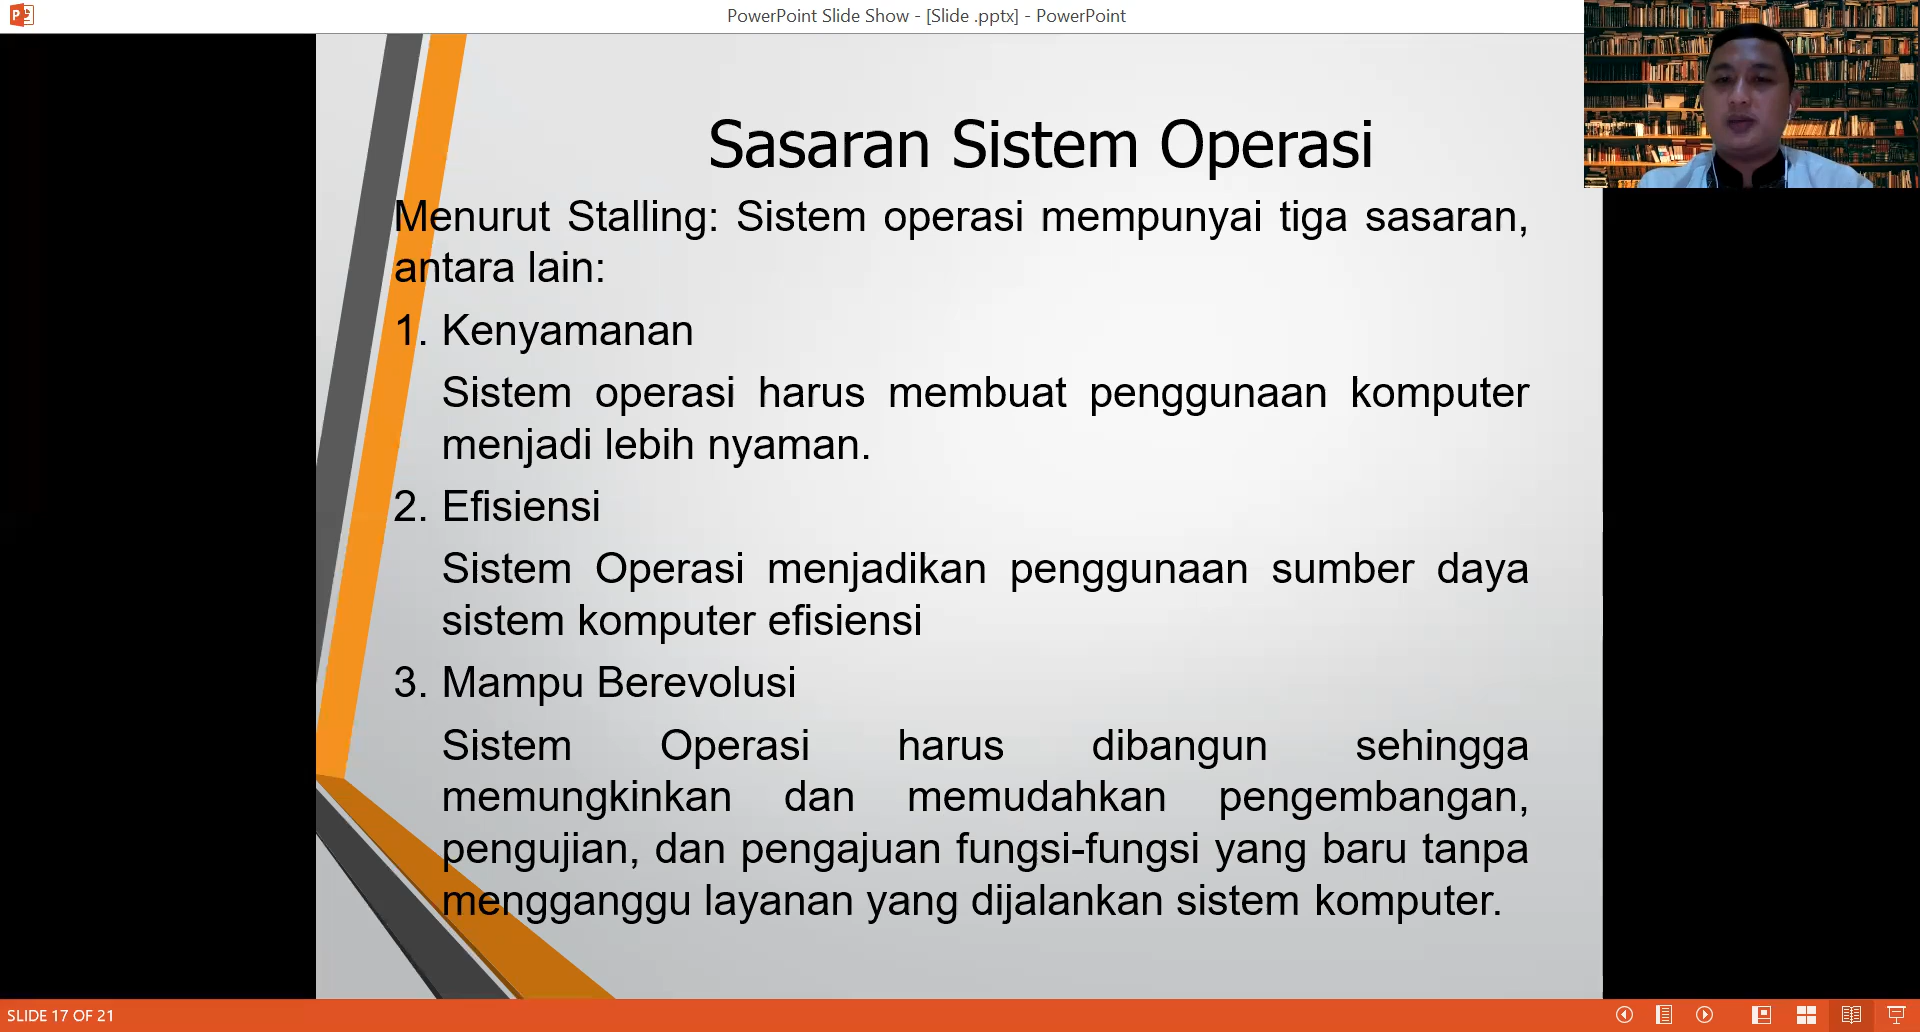 PowerPoint Slide Show - [Slide .pptx] - PowerPoint
Sasaran Sistem Operasi
Menurut Stalling: Sistem operasi mempunyai tiga sasaran,
antara lain:
1. Kenyamanan
Sistem operasi harus membuat penggunaan komputer
menjadi lebih nyaman.
2. Efisiensi
Sistem Operasi menjadikan penggunaan sumber daya
sistem komputer efisiensi
3. Mampu Berevolusi
Sistem Operasi harus dibangun sehingga
memungkinkan dan memudahkan pengembangan,
pengujian, dan pengajuan fungsi-fungsi yang baru tanpa
mengganggu layanan yang dijalankan sistem komputer.
SLIDE 17 OF 21